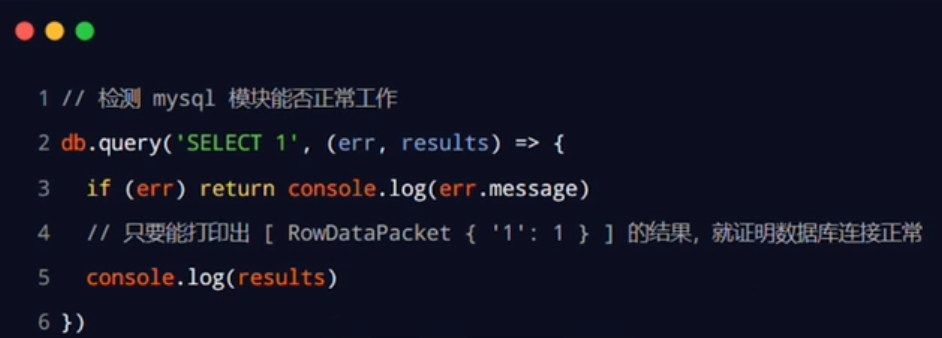 1 // 检测 mysql 模块能否正常工作
2 db.query('SELECT 1', (err, results) => {
3   if (err) return console.log(err.message)
4   // 只要能打印出 [ RowDataPacket { '1': 1 } ] 的结果，就证明数据库连接正常
5   console.log(results)
6 })